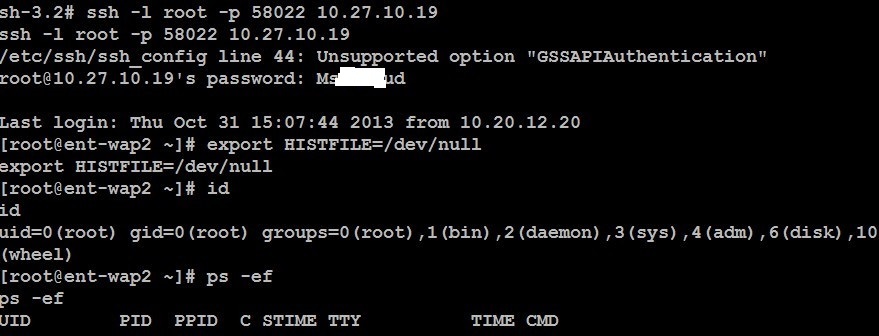 sh-3.2# ssh -l root -p 58022 10.27.10.19
ssh -l root -p 58022 10.27.10.19
/etc/ssh/ssh_config line 44: Unsupported option "GSSAPIAuthentication"
root@10.27.10.19's password: Ms ud
Last login: Thu Oct 31 15:07:44 2013 from 10.20.12.20
[root@ent-wap2 ~]# export HISTFILE=/dev/null
export HISTFILE=/dev/null
[root@ent-wap2 ~]# id
id
uid=0(root) gid=0(root) groups=0(root),1(bin),2(daemon),3(sys),4(adm),6(disk),10
(wheel)
[root@ent-wap2 ~]# ps -ef
ps -ef
UID PID PPID C STIME TTY TIME CMD